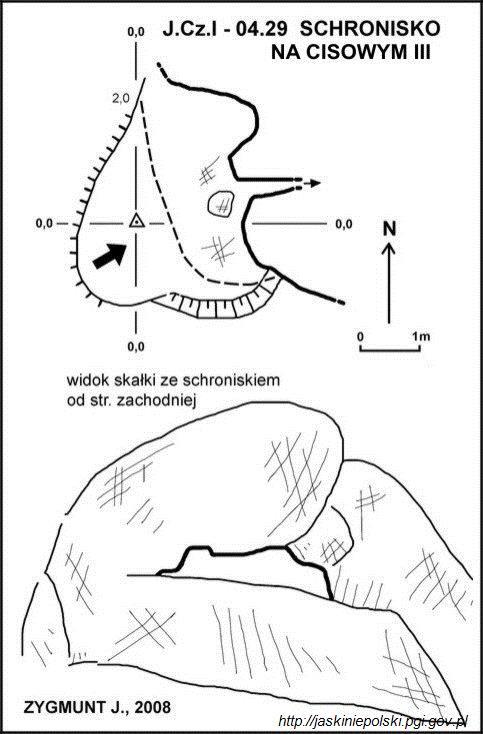 J.Cz.I - 04.29 SCHRONISKO
NA CISOWYM III
0,0
2,0
0,0
0,0
N
0 1m
0,0
widok skałki ze schroniskiem
od str. zachodniej
ZYGMUNT J., 2008
http://jaskiniepolski.pgi.gov.pl